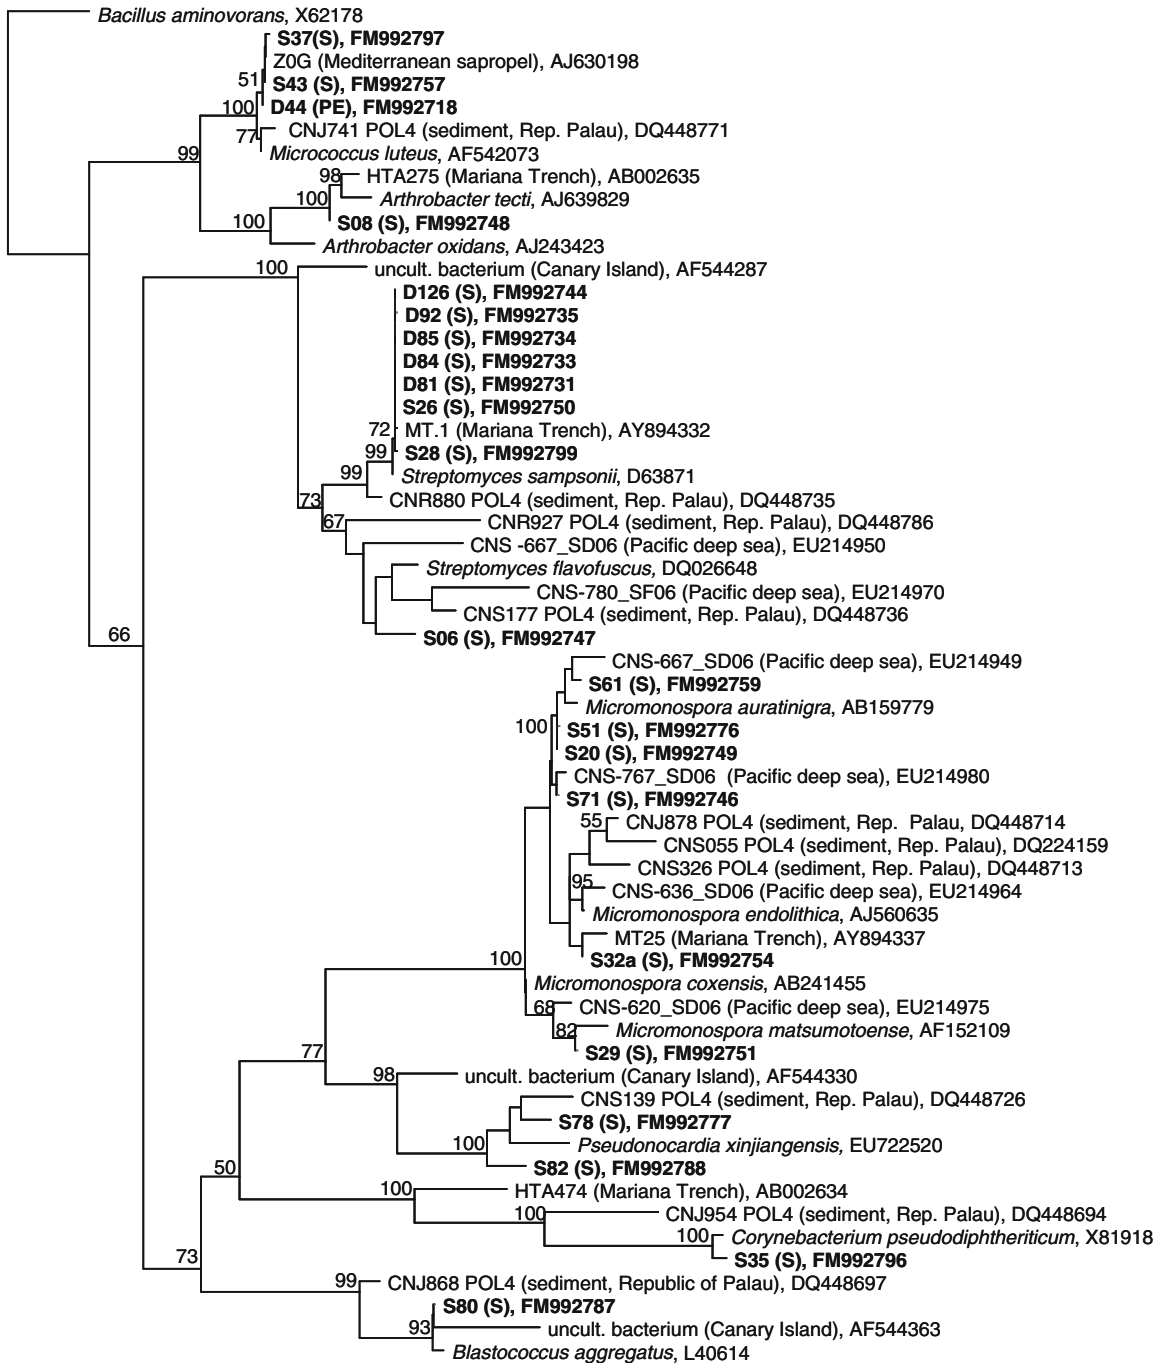 Bacillus aminovorans, X62178
S37(S), FM992797
Z0G (Mediterranean sapropel), AJ630198
51
S43 (S), FM992757
100
D44 (PE), FM992718
77
CNJ741 POL4 (sediment, Rep. Palau), DQ448771
99
Micrococcus luteus, AF542073
98
HTA275 (Mariana Trench), AB002635
100
Arthrobacter tecti, AJ639829
100
S08 (S), FM992748
Arthrobacter oxidans, AJ243423
100
uncult. bacterium (Canary Island), AF544287
D126 (S), FM992744
D92 (S), FM992735
D85 (S), FM992734
D84 (S), FM992733
D81 (S), FM992731
S26 (S), FM992750
72
MT.1 (Mariana Trench), AY894332
99
S28 (S), FM992799
99
Streptomyces sampsonii, D63871
73
CNR880 POL4 (sediment, Rep. Palau), DQ448735
67
CNR927 POL4 (sediment, Rep. Palau), DQ448786
CNS -667_SD06 (Pacific deep sea), EU214950
Streptomyces flavofuscus, DQ026648
CNS-780_SF06 (Pacific deep sea), EU214970
CNS177 POL4 (sediment, Rep. Palau), DQ448736
66
S06 (S), FM992747
CNS-667_SD06 (Pacific deep sea), EU214949
S61 (S), FM992759
Micromonospora auratinigra, AB159779
100
S51 (S), FM992776
S20 (S), FM992749
CNS-767_SD06 (Pacific deep sea), EU214980
S71 (S), FM992746
55
CNJ878 POL4 (sediment, Rep. Palau, DQ448714
CNS055 POL4 (sediment, Rep. Palau), DQ224159
CNS326 POL4 (sediment, Rep. Palau), DQ448713
95
CNS-636_SD06 (Pacific deep sea), EU214964
Micromonospora endolithica, AJ560635
MT25 (Mariana Trench), AY894337
100
S32a (S), FM992754
Micromonospora coxensis, AB241455
68
CNS-620_SD06 (Pacific deep sea), EU214975
82
Micromonospora matsumotoense, AF152109
77
S29 (S), FM992751
98
uncult. bacterium (Canary Island), AF544330
CNS139 POL4 (sediment, Rep. Palau), DQ448726
S78 (S), FM992777
100
Pseudonocardia xinjiangensis, EU722520
50
S82 (S), FM992788
100
HTA474 (Mariana Trench), AB002634
100
CNJ954 POL4 (sediment, Rep. Palau), DQ448694
100
Corynebacterium pseudodiphtheriticum, X81918
73
S35 (S), FM992796
99
CNJ868 POL4 (sediment, Republic of Palau), DQ448697
S80 (S), FM992787
93
uncult. bacterium (Canary Island), AF544363
Blastococcus aggregatus, L40614